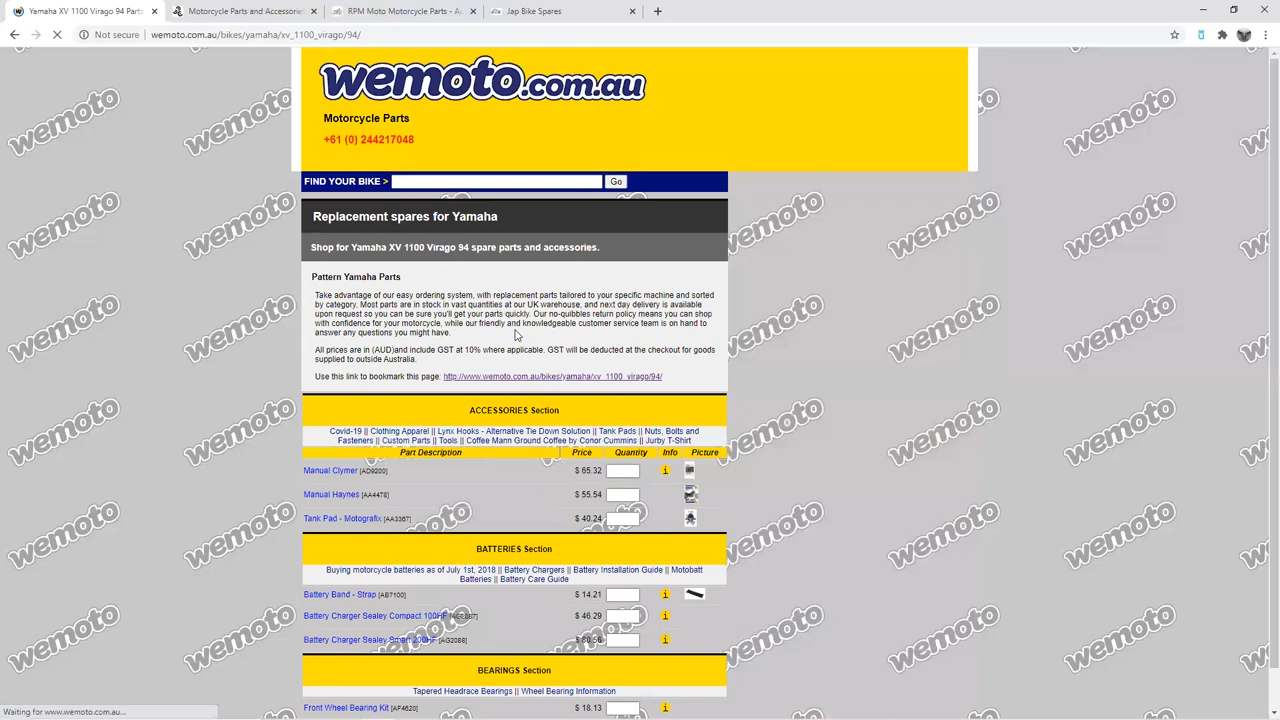 Yamaha XV 1100 Virago 94 Parts
Motorcycle Parts and Accessorie
RPM Moto Motorcycle Parts - A
Jap Bike Spares
Not secure
wemoto.com.au/bikes/yamaha/xv_1100_virago/94/
wemoto.com.au
Motorcycle Parts
+61 (0) 244217048
FIND YOUR BIKE > Go
Replacement spares for Yamaha
Shop for Yamaha XV 1100 Virago 94 spare parts and accessories.
Pattern Yamaha Parts
Take advantage of our easy ordering system, with replacement parts tailored to your specific machine and sorted
by category. Most parts are in stock in vast quantities at our UK warehouse, and next day delivery is available
upon request so you can be sure you'll get your parts quickly. Our no-quibbles return policy means you can shop
with confidence for your motorcycle, while our friendly and knowledgeable customer service team is on hand to
answer any questions you might have.
All prices are in (AUD)and include GST at 10% where applicable. GST will be deducted at the checkout for goods
supplied to outside Australia.
Use this link to bookmark this page: http://www.wemoto.com.au/bikes/yamaha/xv_1100_virago/94/
ACCESSORIES Section
Covid-19 || Clothing Apparel || Lynx Hooks - Alternative Tie Down Solution || Tank Pads || Nuts, Bolts and
Fasteners || Custom Parts || Tools || Coffee Mann Ground Coffee by Conor Cummins || Jurby T-Shirt
Part Description Price Quantity Info Picture
Manual Clymer [AD9200] $ 65.32 i
Manual Haynes [AA4478] $ 55.54
Tank Pad - Motografix [AA3367] $ 40.24
BATTERIES Section
Buying motorcycle batteries as of July 1st, 2018 || Battery Chargers || Battery Installation Guide || Motobatt
Batteries || Battery Care Guide
Battery Band - Strap [AB7100] $ 14.21 i
Battery Charger Sealey Compact 100HF $ 46.29 i
Battery Charger Sealey Smart 200HF [AG2088] i
BEARINGS Section
Tapered Headrace Bearings || Wheel Bearing Information
Front Wheel Bearing Kit [AF4620] $ 18.13 i
Waiting for www.wemoto.com.au...